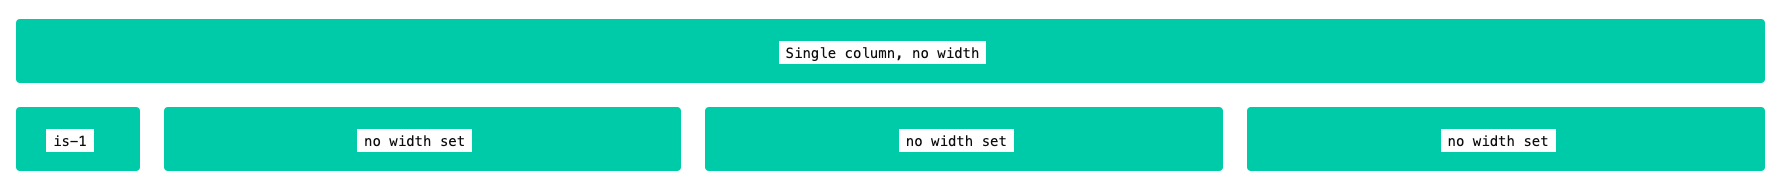 Single column, no width
is-1
no width set
no width set
no width set